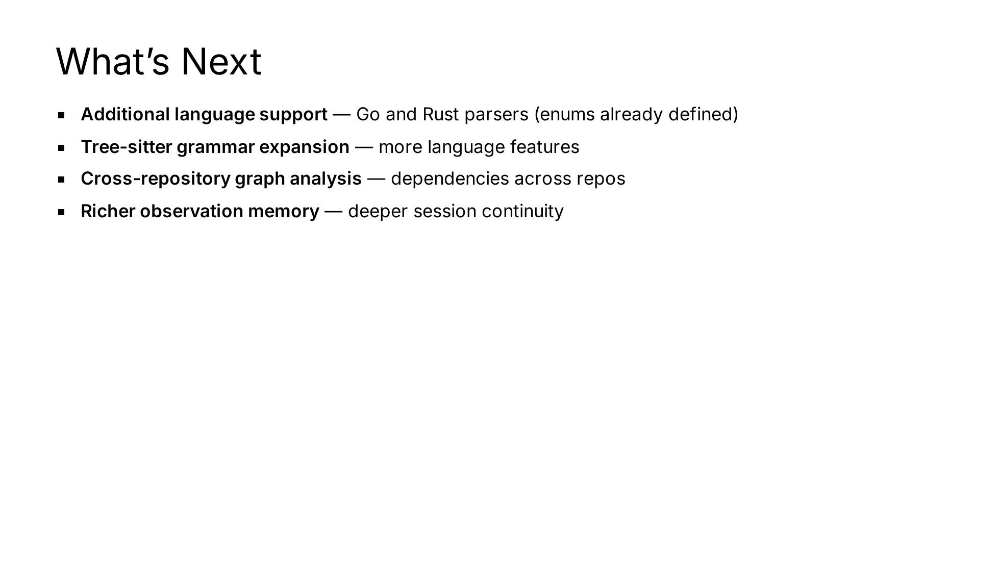 What’s Next
▪ Additional language support — Go and Rust parsers (enums already defined)
▪ Tree-sitter grammar expansion — more language features
▪ Cross-repository graph analysis — dependencies across repos
▪ Richer observation memory — deeper session continuity